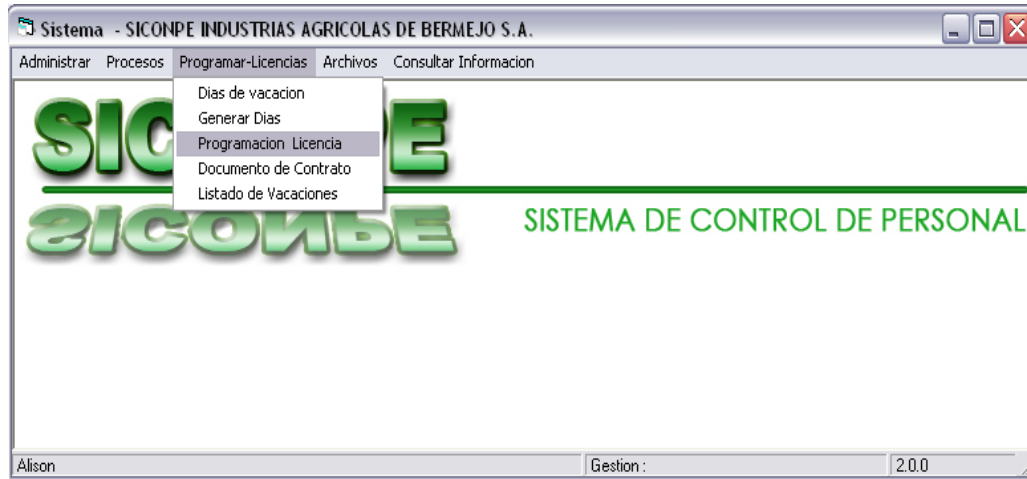 Sistema - SICONPE INDUSTRIAS AGRICOLAS DE BERMEJO S.A.
Administrar Procesos Programar-Licencias Archivos Consultar Informacion
Dias de vacacion
Generar Dias
Programacion Licencia
Documento de Contrato
Listado de Vacaciones
SICONPE
SISTEMA DE CONTROL DE PERSONAL
Alison Gestion : 2.0.0